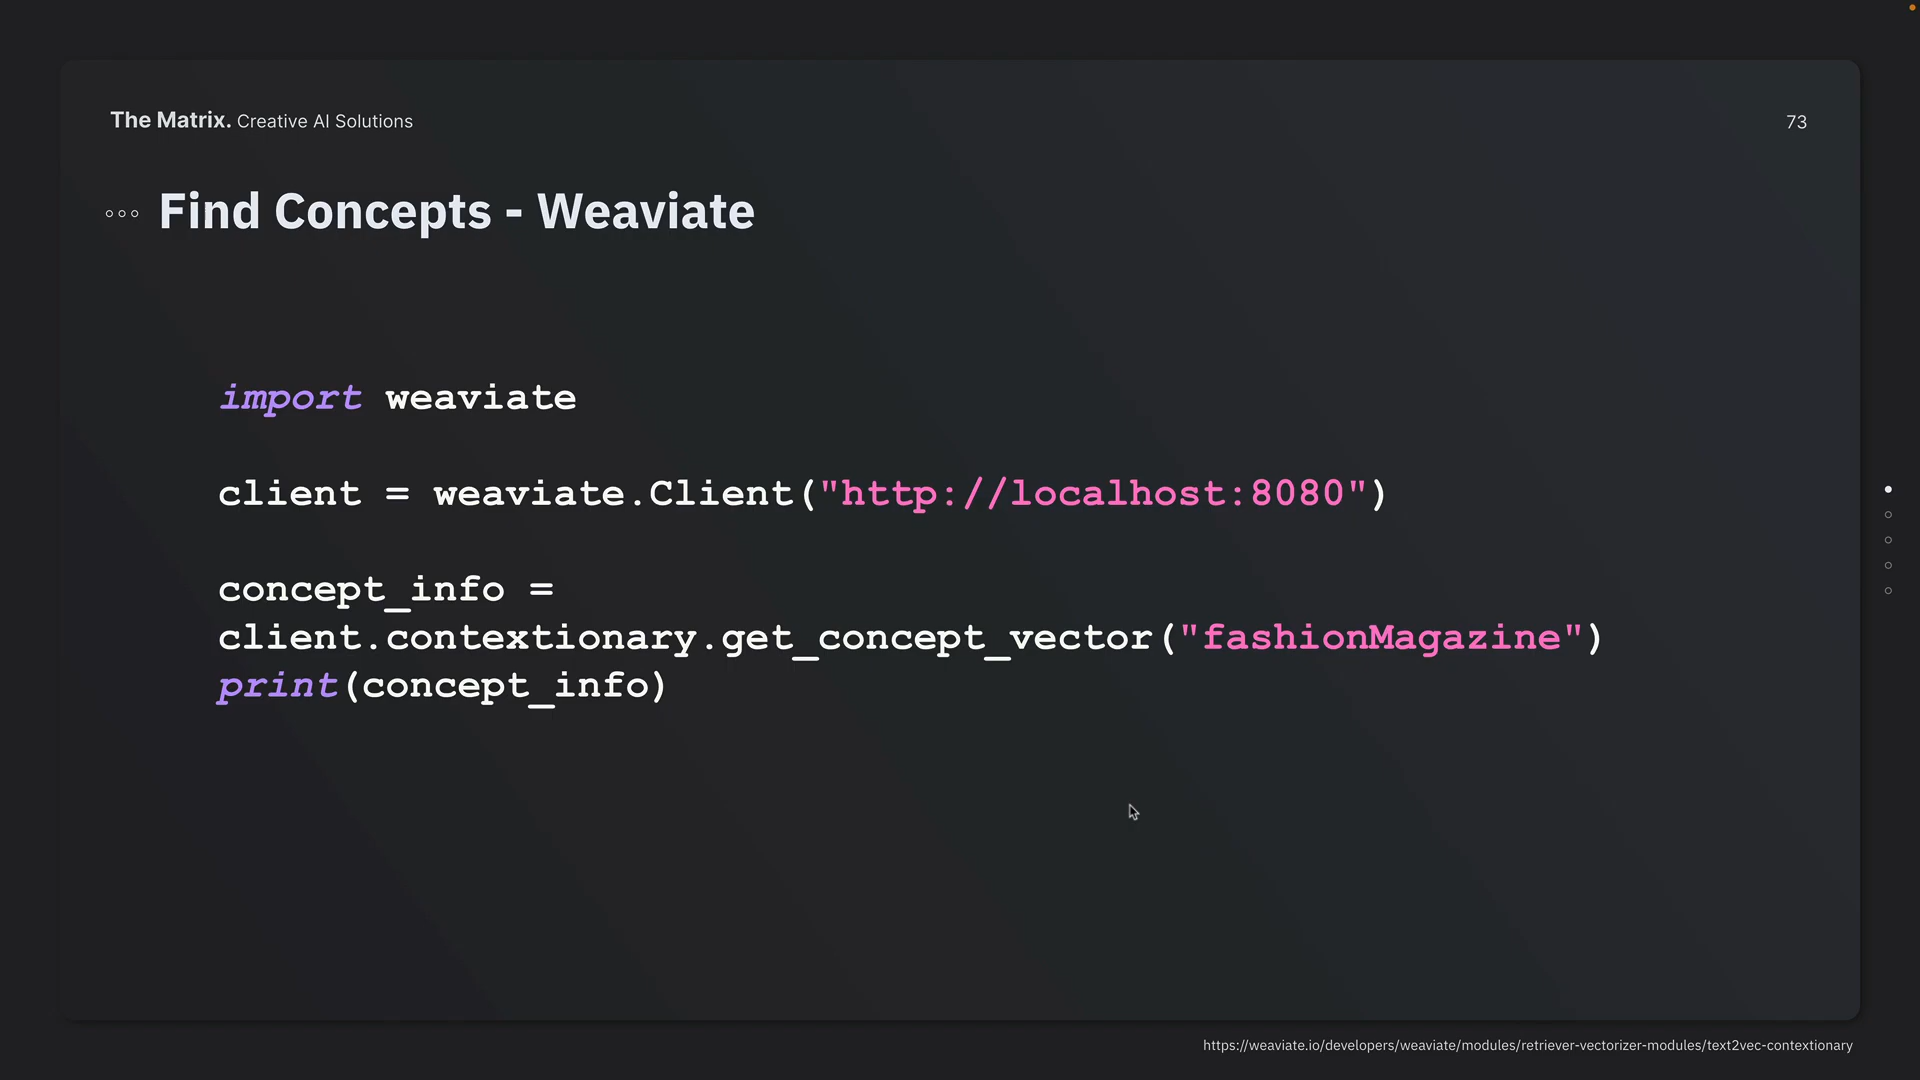 The Matrix. Creative AI Solutions
73
Find Concepts - Weaviate
import weaviate
client = weaviate.Client("http://localhost:8080")
concept_info =
client.contextionary.get_concept_vector("fashionMagazine")
print(concept_info)
https://weaviate.io/developers/weaviate/modules/retriever-vectorizer-modules/text2vec-contextionary